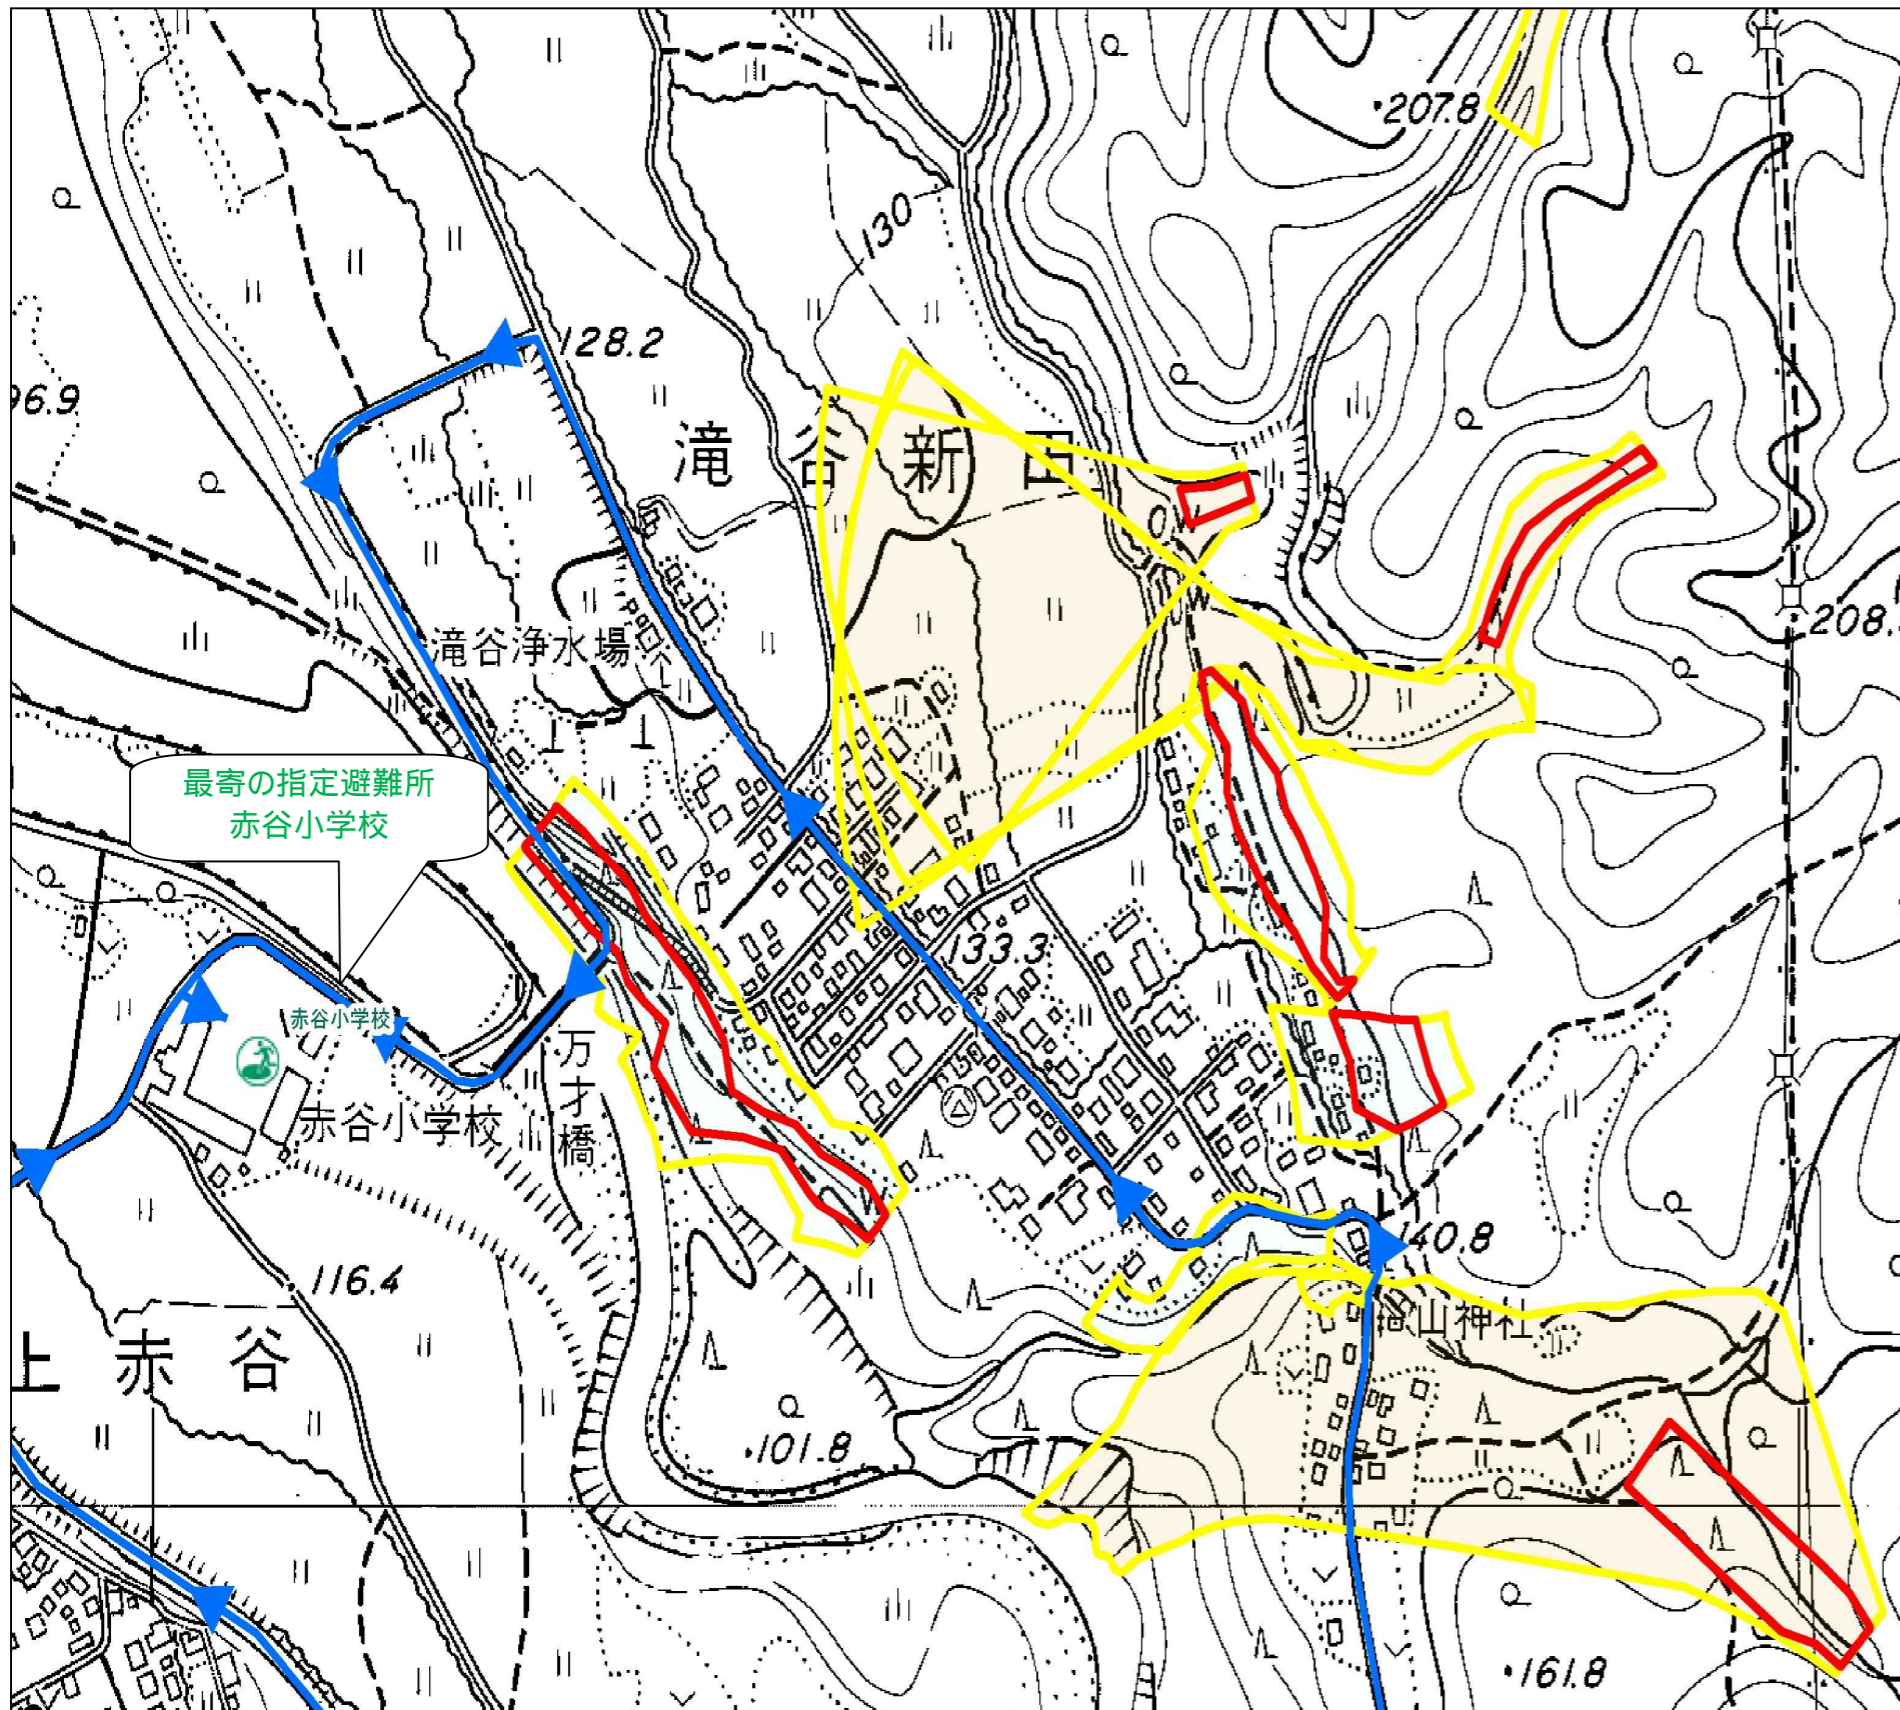 207.8
130
128.2
96.9
滝谷新田
208.
滝谷浄水場
最寄の指定避難所
赤谷小学校
133.3
赤谷小学校
万才橋
赤谷小学校
140.8
116.4
山神社
上赤谷
101.8
161.8